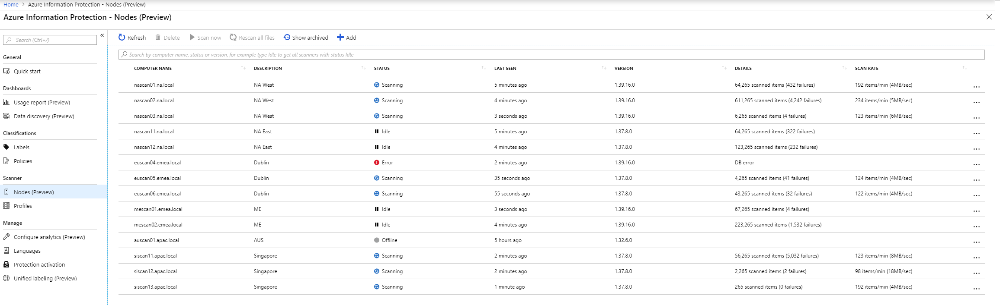 Home > Azure Information Protection - Nodes (Preview)
Azure Information Protection - Nodes (Preview)
Search (Ctrl+/)
General
Quick start
Dashboards
Usage report (Preview)
Data discovery (Preview)
Classifications
Labels
Policies
Scanner
Nodes (Preview)
Profiles
Manage
Configure analytics (Preview)
Languages
Protection activation
Unified labeling (Preview)
Refresh Delete Scan now Rescan all files Show archived Add
Search by computer name, status or version, for example type Idle to get all scanners with status Idle
COMPUTER NAME DESCRIPTION STATUS LAST SEEN VERSION DETAILS SCAN RATE
nascan01.na.local NA West Scanning 5 minutes ago 1.39.16.0 64,265 scanned items (432 failures) 192 items/min (4MB/sec)
nascan02.na.local NA West Scanning 4 minutes ago 1.39.16.0 611,265 scanned items (4,242 failures) 234 items/min (5MB/sec)
nascan03.na.local NA West Scanning 3 seconds ago 1.39.16.0 6,265 scanned items (4 failures) 123 items/min (6MB/sec)
nascan11.na.local NA East Idle 5 minutes ago 1.37.8.0 64,265 scanned items (322 failures)
nascan12.na.local NA East Idle 4 minutes ago 1.37.8.0 123,265 scanned items (232 failures)
euscan04.emea.local Dublin Error 2 minutes ago 1.39.16.0 DB error
euscan05.emea.local Dublin Scanning 35 seconds ago 1.37.8.0 4,265 scanned items (41 failures) 124 items/min (4MB/sec)
euscan06.emea.local Dublin Scanning 55 seconds ago 1.37.8.0 43,265 scanned items (32 failures) 122 items/min (4MB/sec)
mescan01.emea.local ME Idle 3 seconds ago 1.39.16.0 67,265 scanned items (4 failures)
mescan02.emea.local ME Idle 4 minutes ago 1.39.16.0 223,265 scanned items (1,532 failures)
auscan01.apac.local AUS Offline 5 hours ago 1.32.6.0
siscan11.apac.local Singapore Scanning 2 minutes ago 1.37.8.0 56,265 scanned items (5,032 failures) 123 items/min (8MB/sec)
siscan12.apac.local Singapore Scanning 2 minutes ago 1.37.8.0 2,265 scanned items (2 failures) 98 items/min (18MB/sec)
siscan13.apac.local Singapore Scanning 1 minute ago 1.37.8.0 265 scanned items (0 failures) 192 items/min (4MB/sec)